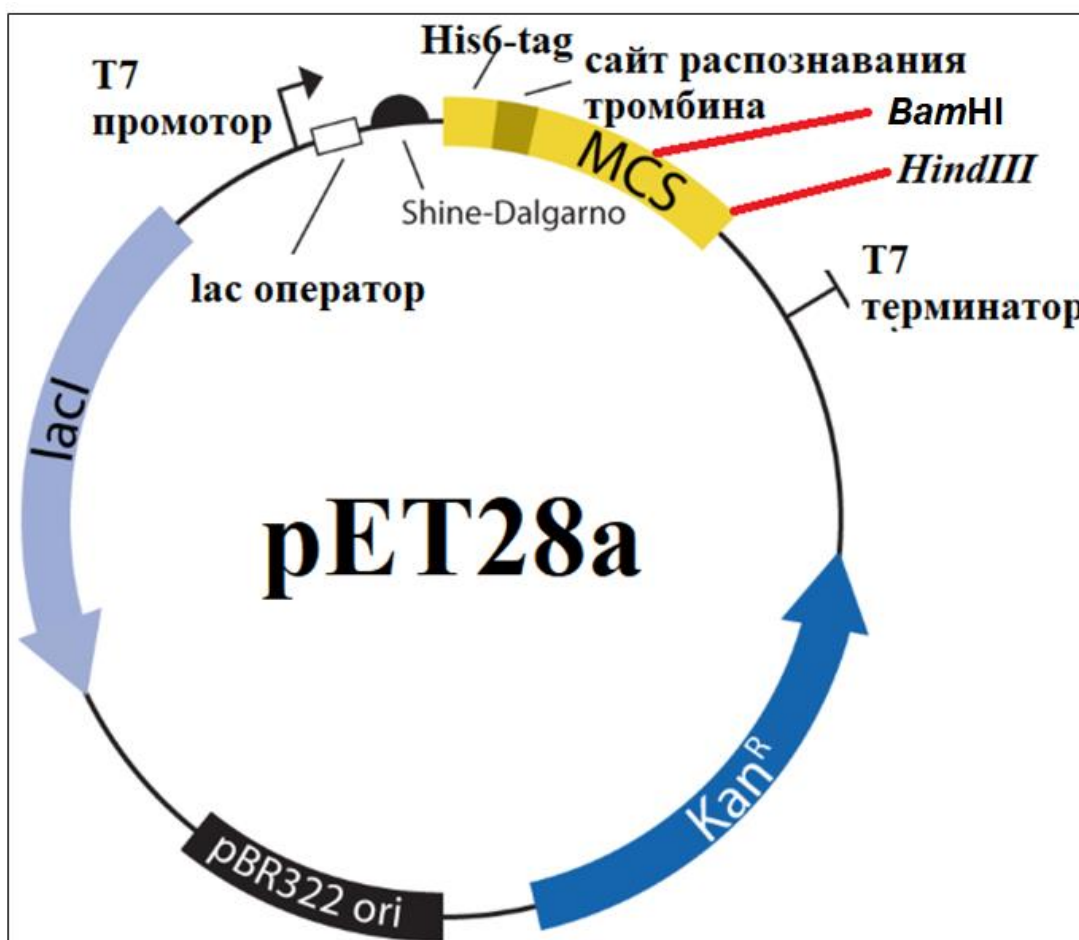 His6-tag
T7
промотор
сайт распознавания
тромбина
BamHI
HindIII
MCS
Shine-Dalgarno
lac оператор
T7
терминатор
lacI
pET28a
KanR
pBR322 ori